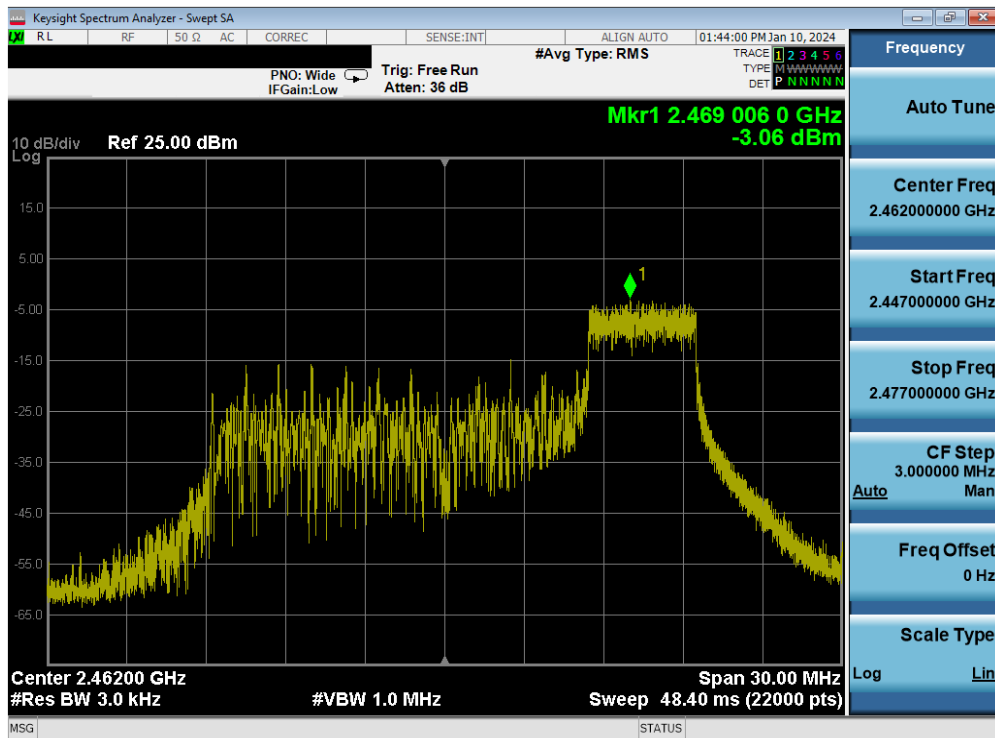 Keysight Spectrum Analyzer - Swept SA
LXI RL RF 50 Ω AC CORREC SENSE:INT ALIGN AUTO 01:44:00 PM Jan 10, 2024
#Avg Type: RMS
TRACE 1 2 3 4 5 6
PNO: Wide Trig: Free Run TYPE M WWWWW
IFGain:Low Atten: 36 dB DET P N N N N N
Frequency
Mkr1 2.469 006 0 GHz
-3.06 dBm
10 dB/div Ref 25.00 dBm
Log
15.0
5.00
-5.00
-15.0
-25.0
-35.0
-45.0
-55.0
-65.0
1
Center 2.46200 GHz Span 30.00 MHz
#Res BW 3.0 kHz #VBW 1.0 MHz Sweep 48.40 ms (22000 pts)
Auto Tune
Center Freq
2.462000000 GHz
Start Freq
2.447000000 GHz
Stop Freq
2.477000000 GHz
CF Step
3.000000 MHz
Auto Man
Freq Offset
0 Hz
Scale Type
Log Lin
MSG STATUS